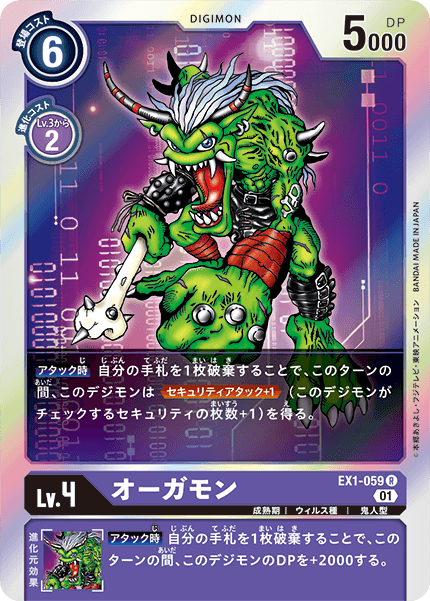 登場コスト
6
DIGIMON
DP
5000
進化コスト
Lv.3から
2
アタック時 自分の手札を1枚破棄することで、このターンの
間、このデジモンは セキュリティアタック+1 （このデジモンが
チェックするセキュリティの枚数+1）を得る。
©本郷あきよし・フジテレビ・東映アニメーション BANDAI MADE IN JAPAN
EX1-059 R
01
Lv.4 オーガモン
成熟期 | ウィルス種 | 鬼人型
進化元効果
アタック時 自分の手札を1枚破棄することで、この
ターンの間、このデジモンのDPを+2000する。